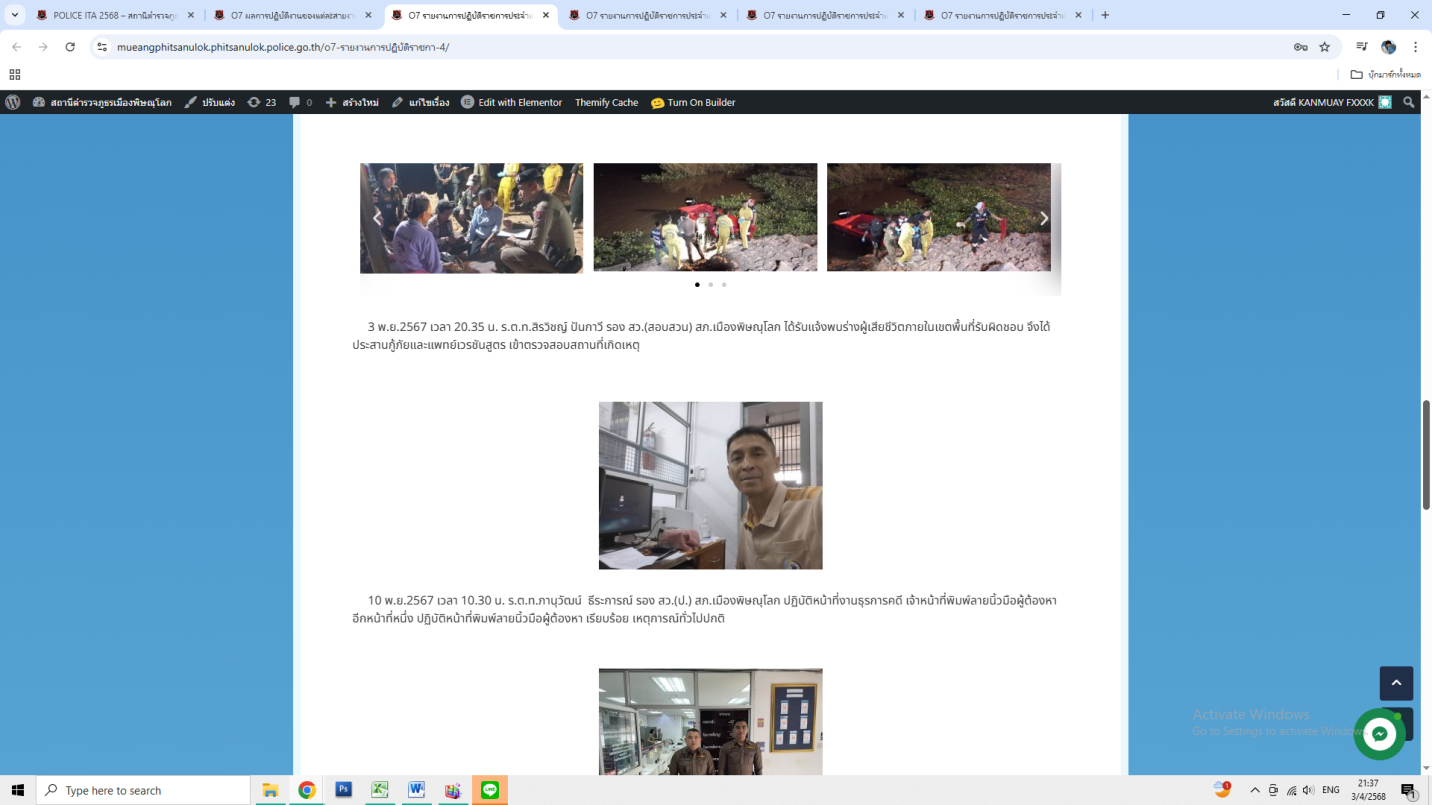 POLICE ITA 2568 – สถานีตำรวจภูธ
O7 ผลการปฏิบัติงานของแต่ละสายงา
O7 รายงานการปฏิบัติราชการประจำเ
O7 รายงานการปฏิบัติราชการประจำเ
O7 รายงานการปฏิบัติราชการประจำเ
O7 รายงานการปฏิบัติราชการประจำเ
mueangphitsanulok.phitsanulok.police.go.th/o7-รายงานการปฏิบัติราชกา-4/
บุ๊กมาร์กทั้งหมด
สถานีตำรวจภูธรเมืองพิษณุโลก ปรับแต่ง 23 0 สร้างใหม่ แก้ไขเรื่อง Edit with Elementor Themify Cache Turn On Builder สวัสดี KANMUAY FXXXK
3 พ.ย.2567 เวลา 20.35 น. ร.ต.ท.สิรวิชญ์ ปันกาวี รอง สว.(สอบสวน) สภ.เมืองพิษณุโลก ได้รับแจ้งพบร่างผู้เสียชีวิตภายในเขตพื้นที่รับผิดชอบ จึงได้
ประสานกู้ภัยและแพทย์เวรชันสูตร เข้าตรวจสอบสถานที่เกิดเหตุ
10 พ.ย.2567 เวลา 10.30 น. ร.ต.ท.ภานุวัฒน์ ธีระการณ์ รอง สว.(ป.) สภ.เมืองพิษณุโลก ปฏิบัติหน้าที่งานธุรการคดี เจ้าหน้าที่พิมพ์ลายนิ้วมือผู้ต้องหา
อีกหน้าที่หนึ่ง ปฏิบัติหน้าที่พิมพ์ลายนิ้วมือผู้ต้องหา เรียบร้อย เหตุการณ์ทั่วไปปกติ
Activate Windows
Go to Settings to activate Windows.
Type here to search
Ps
1
ENG
21:37
3/4/2568
1